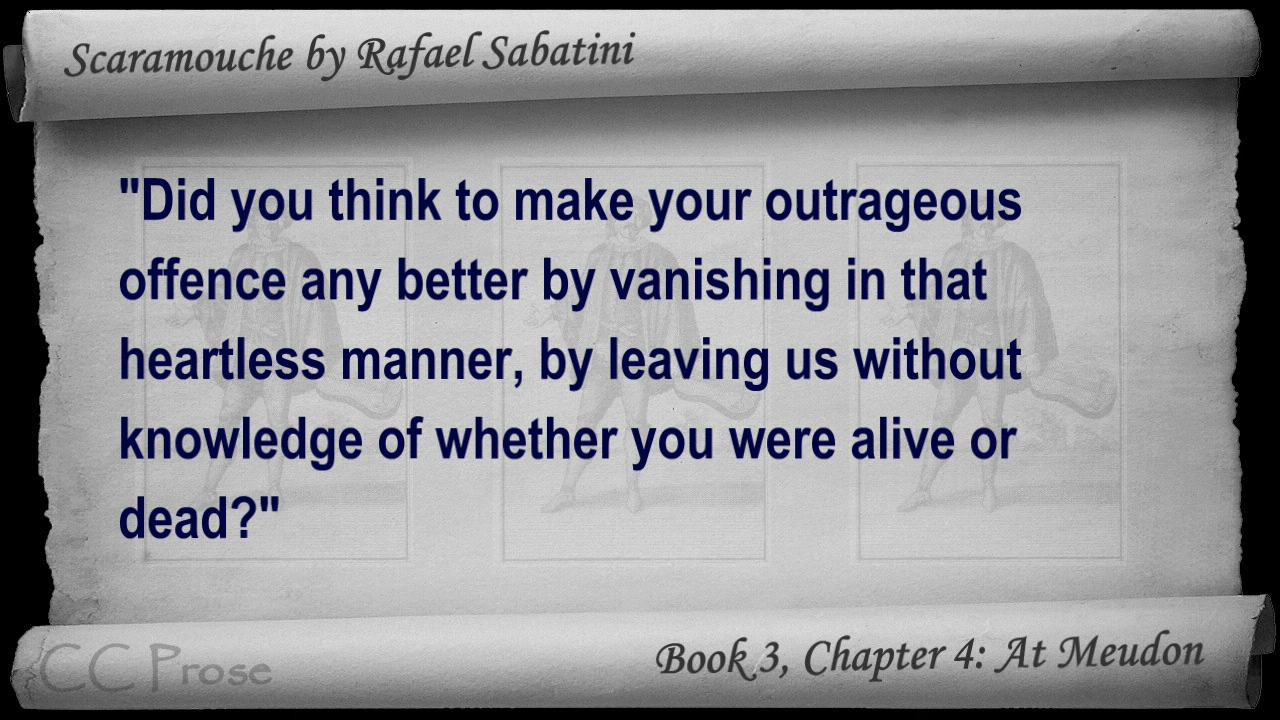 Scaramouche by Rafael Sabatini
"Did you think to make your outrageous
offence any better by vanishing in that
heartless manner, by leaving us without
knowledge of whether you were alive or
dead?"
CC Prose
Book 3, Chapter 4: At Meudon